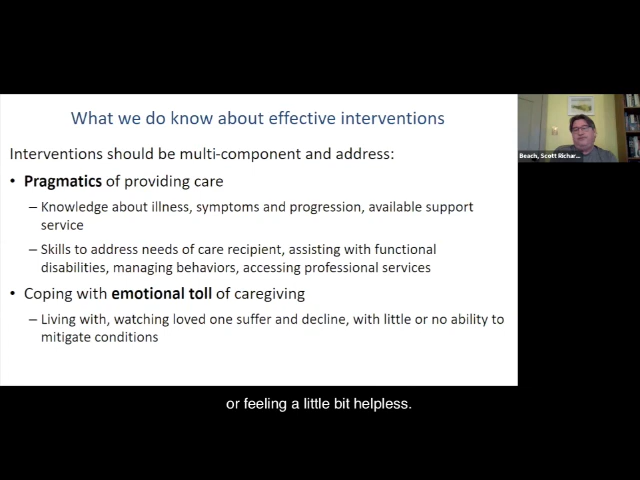 What we do know about effective interventions
Interventions should be multi-component and address:
• Pragmatics of providing care
– Knowledge about illness, symptoms and progression, available support
service
– Skills to address needs of care recipient, assisting with functional
disabilities, managing behaviors, accessing professional services
• Coping with emotional toll of caregiving
– Living with, watching loved one suffer and decline, with little or no ability to
mitigate conditions
Beach, Scott Richar...
or feeling a little bit helpless.